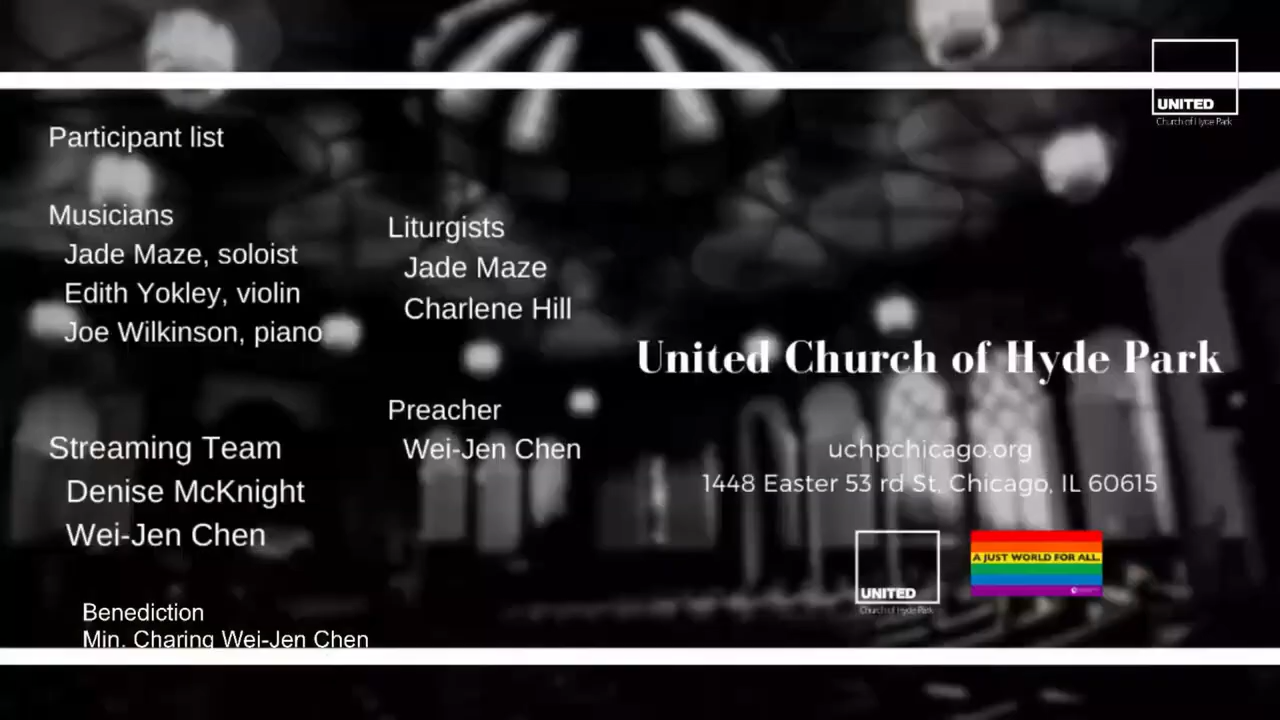 UNITED
Church of Hyde Park
Participant list
Musicians
Jade Maze, soloist
Edith Yokley, violin
Joe Wilkinson, piano
Streaming Team
Denise McKnight
Wei-Jen Chen
Benediction
Min. Charing Wei-Jen Chen
Liturgists
Jade Maze
Charlene Hill
Preacher
Wei-Jen Chen
United Church of Hyde Park
uchpchicago.org
1448 Easter 53 rd St, Chicago, IL 60615
UNITED
Church of Hyde Park
A JUST WORLD FOR ALL.